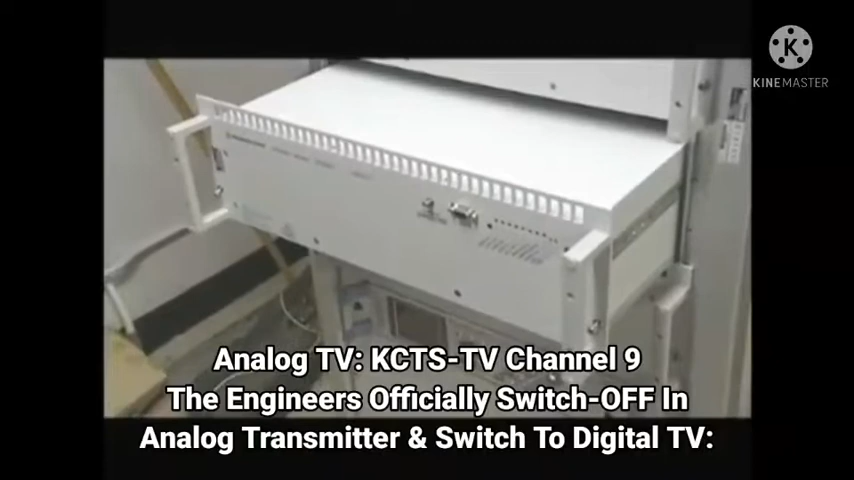 K
KINEMASTER
Analog TV: KCTS-TV Channel 9
The Engineers Officially Switch-OFF In
Analog Transmitter & Switch To Digital TV: